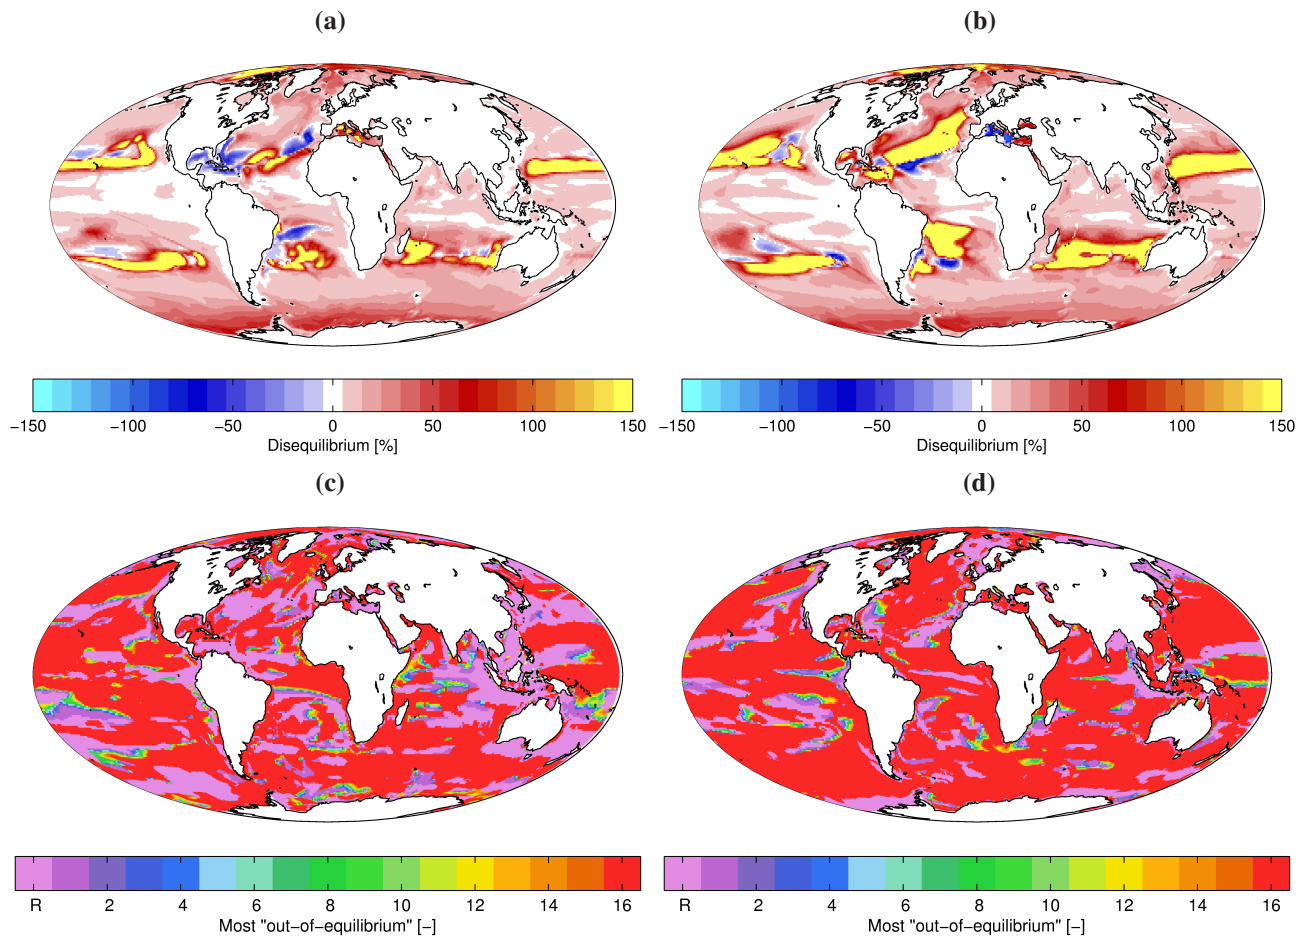 (a) (b)
−150 −100 −50 0 50 100 150 −150 −100 −50 0 50 100 150
Disequilibrium [%] Disequilibrium [%]
(c) (d)
R 2 4 6 8 10 12 14 16 R 2 4 6 8 10 12 14 16
Most "out−of−equilibrium" [−] Most "out−of−equilibrium" [−]